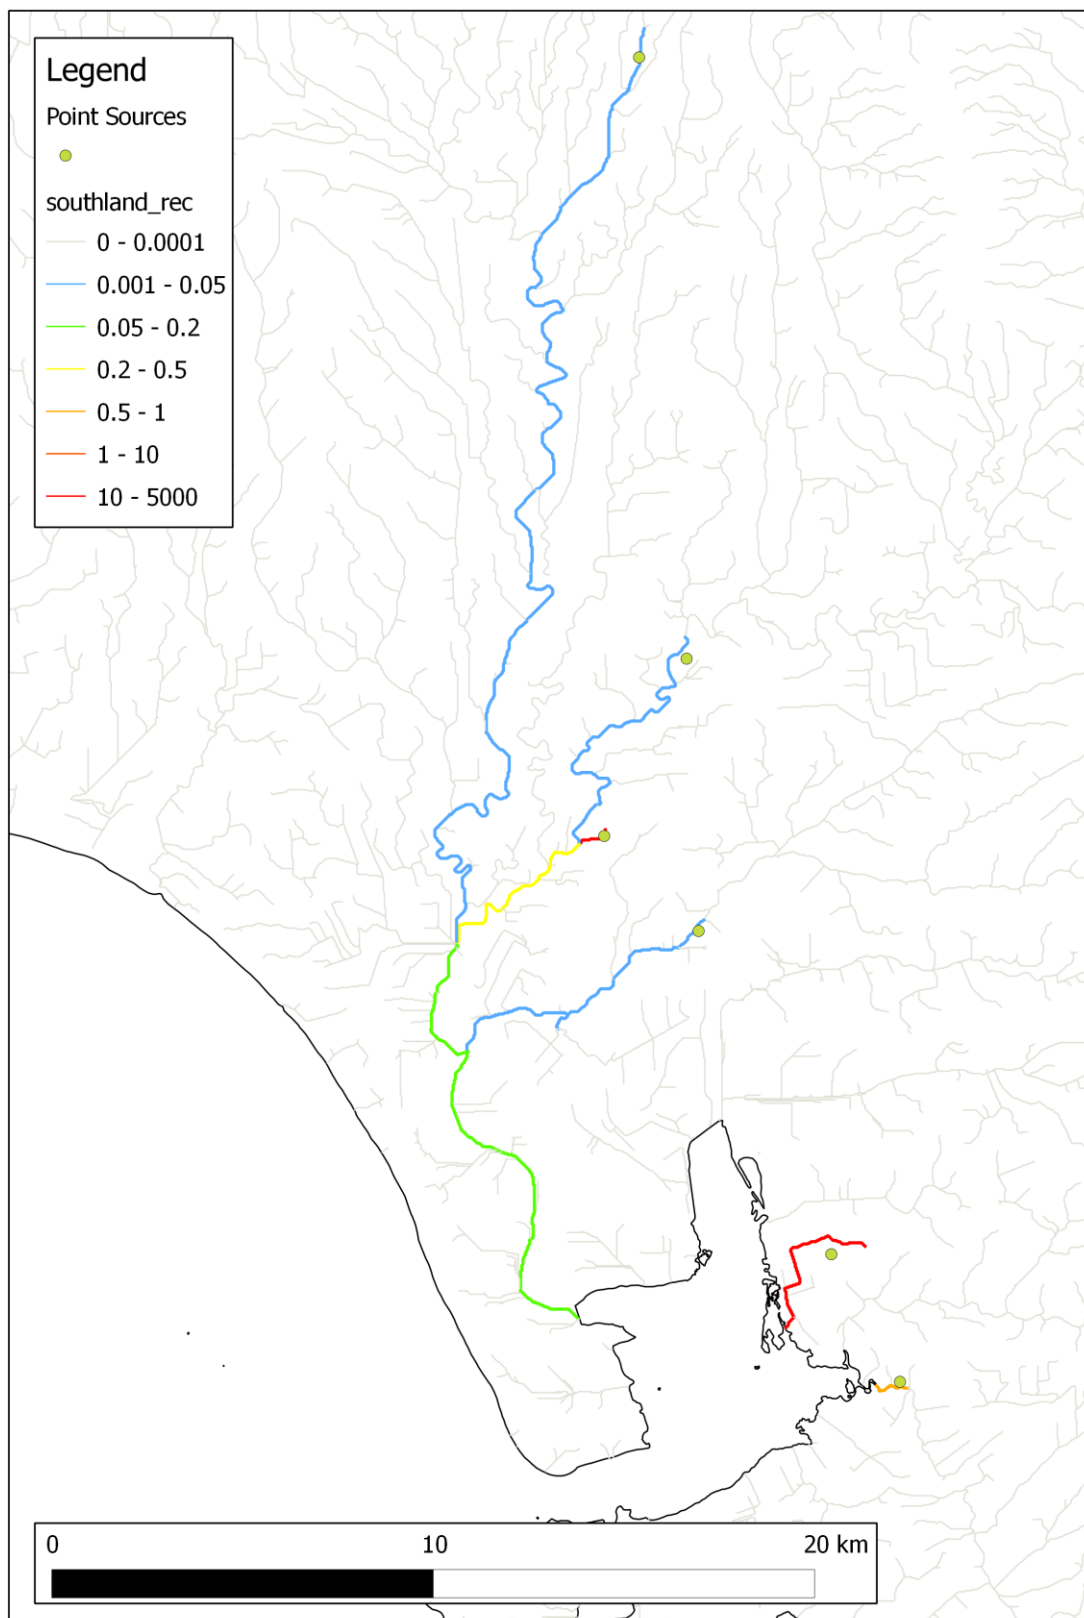 Legend
Point Sources
southland_rec
0 - 0.0001
0.001 - 0.05
0.05 - 0.2
0.2 - 0.5
0.5 - 1
1 - 10
10 - 5000
0 10 20 km